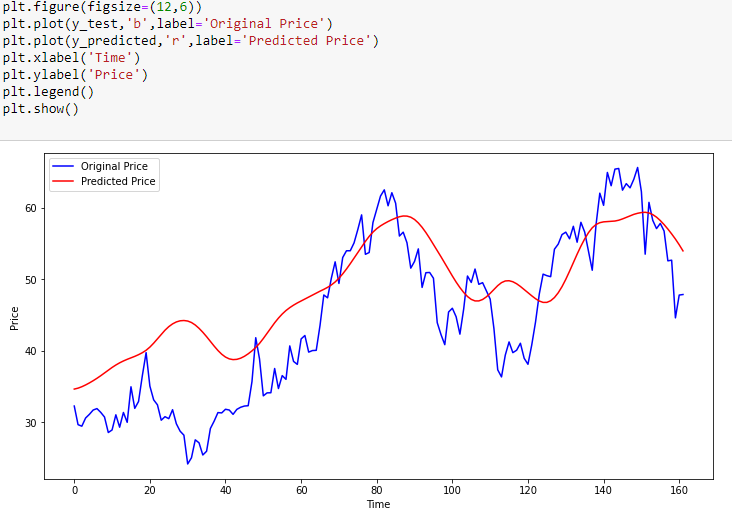 plt.figure(figsize=(12,6))
plt.plot(y_test,'b',label='Original Price')
plt.plot(y_predicted,'r',label='Predicted Price')
plt.xlabel('Time')
plt.ylabel('Price')
plt.legend()
plt.show()
Original Price
Predicted Price
60
50
40
30
Price
0 20 40 60 80 100 120 140 160
Time